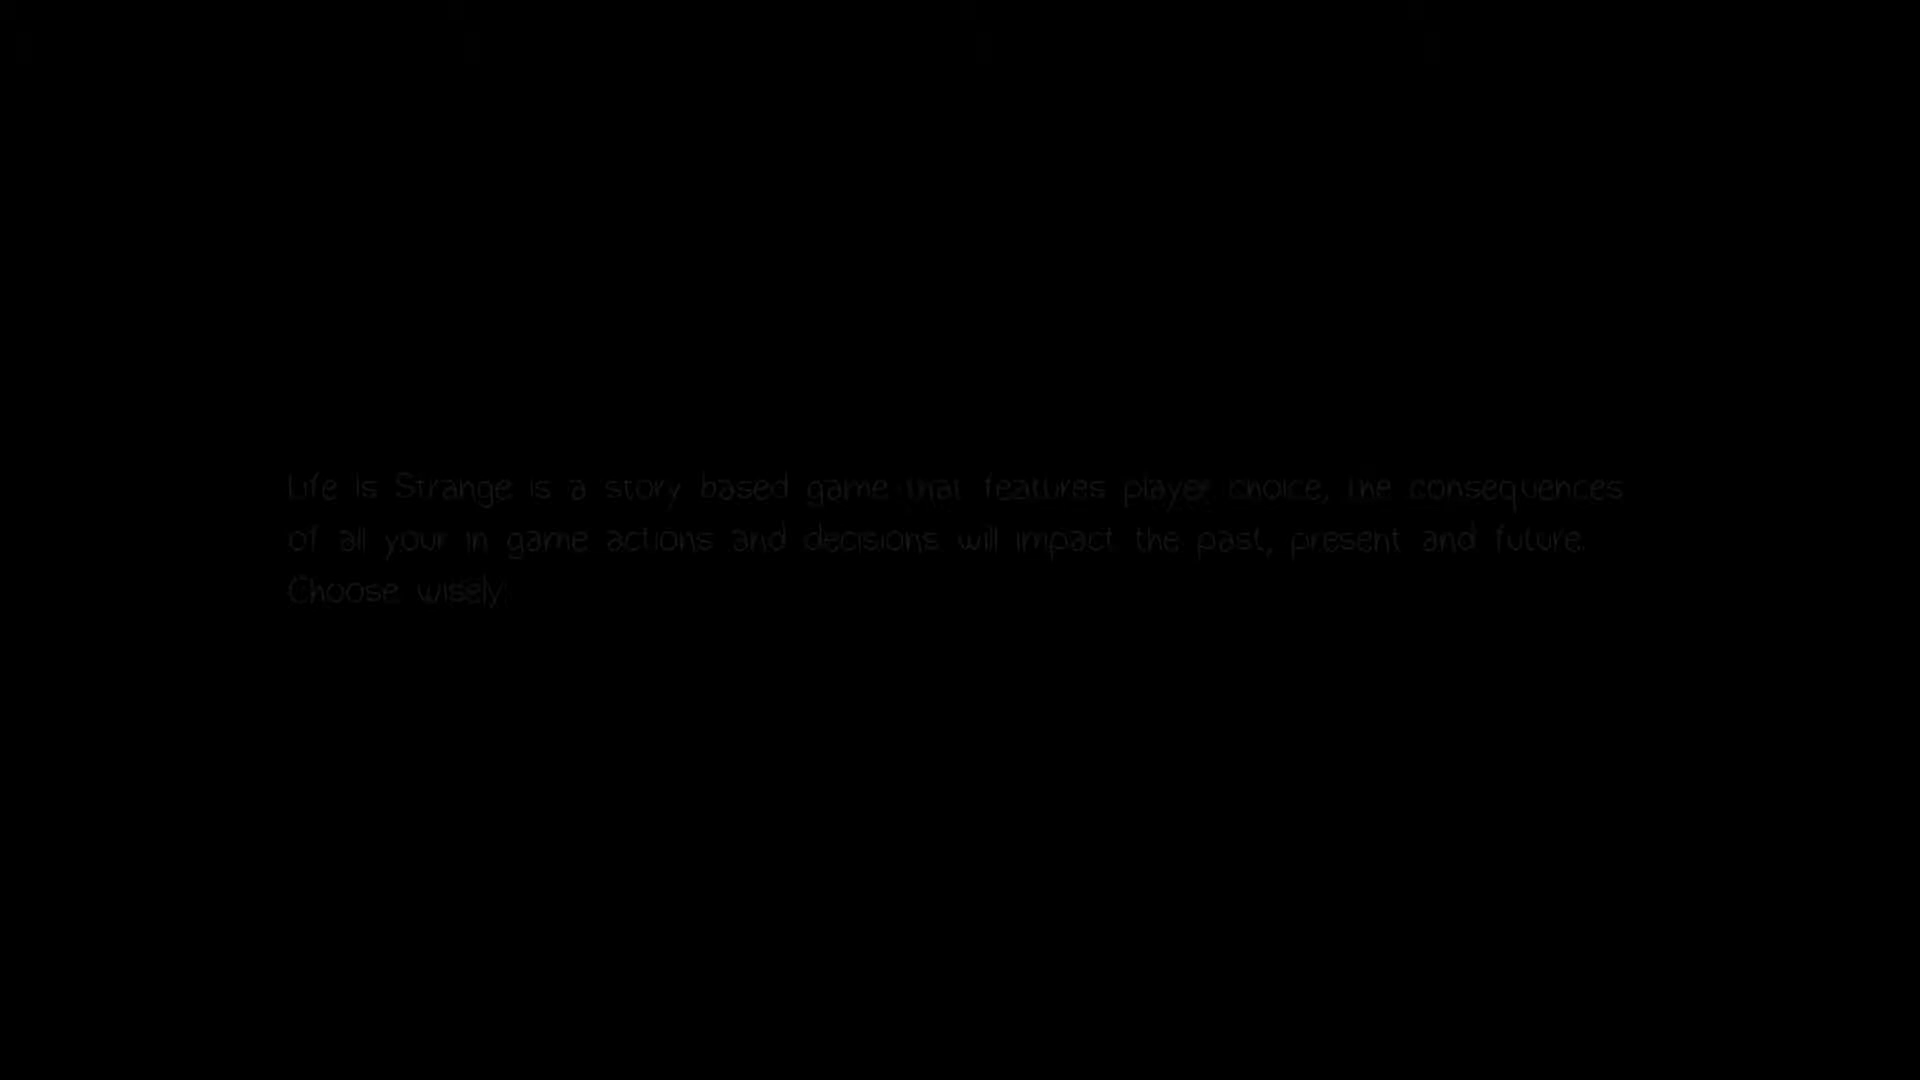 Life Is Strange is a story based game that features player choice, the consequences
of all your in game actions and decisions will impact the past, present and future.
Choose wisely.